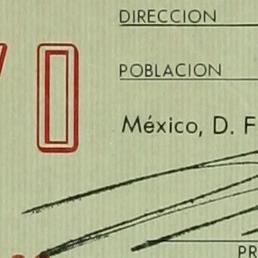 DIRECCION
POBLACION
México, D. F